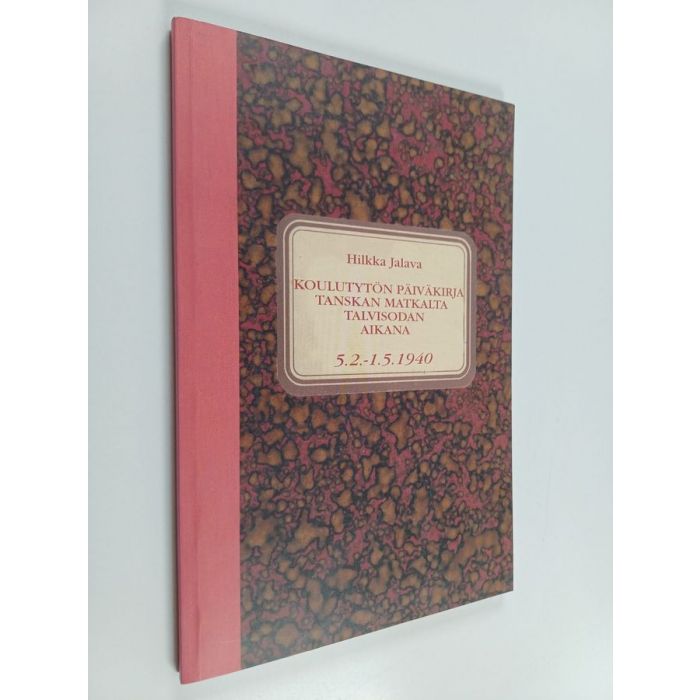 Hilkka Jalava
KOULUTYTÖN PÄIVÄKIRJA
TANSKAN MATKALTA
TALVISODAN
AIKANA
5.2.-1.5.1940